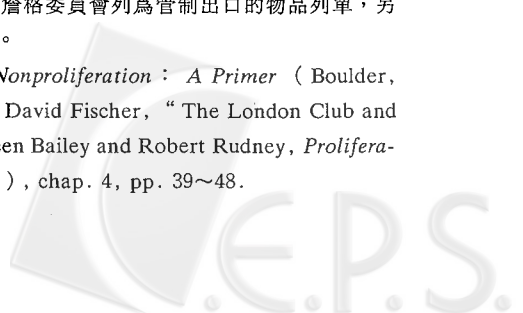 詹格委員會列爲管制出口的物品列單，另
。
Nonproliferation： A Primer （ Boulder,
David Fischer, “ The London Club and
en Bailey and Robert Rudney, Prolifera-
）, chap. 4, pp. 39～48.
C.E.P.S.